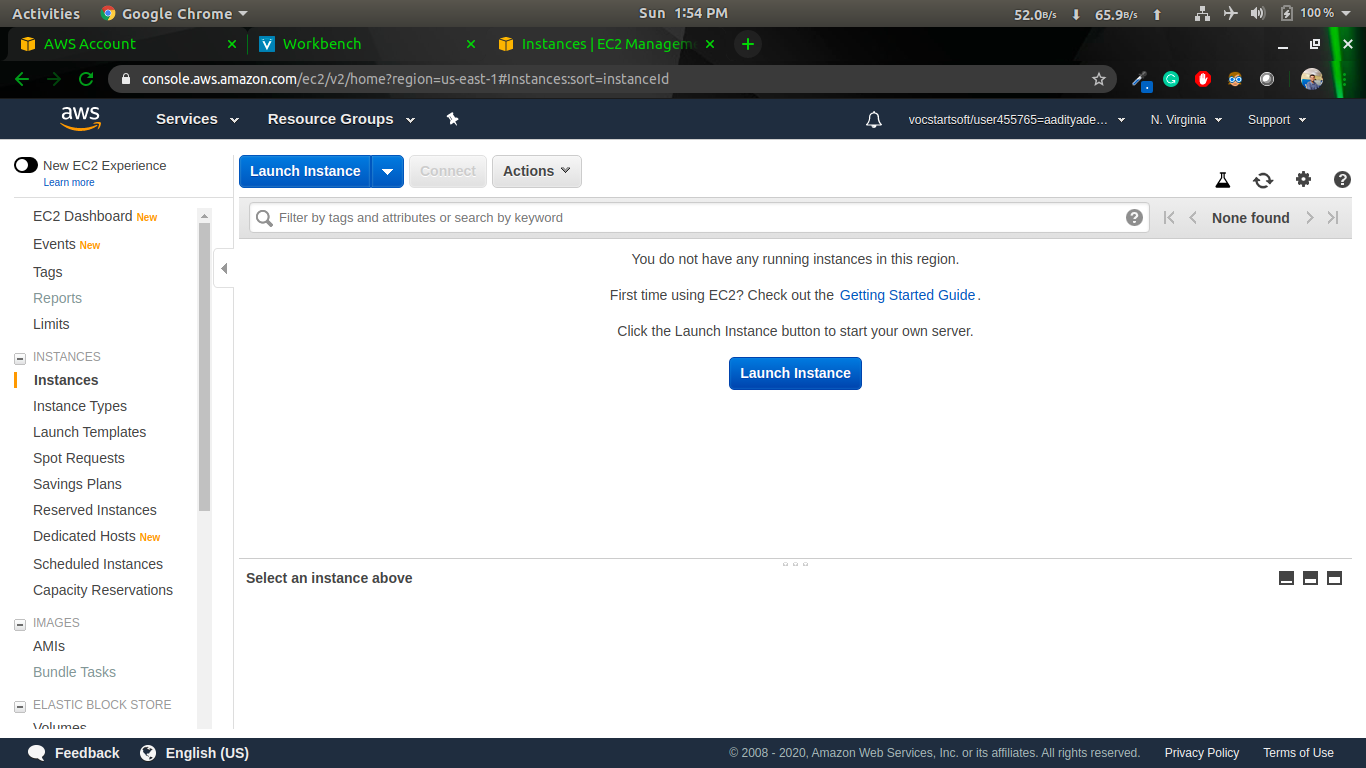 Activities Google Chrome Sun 1:54 PM 52.0B/s 65.9B/s 100 %
AWS Account Workbench Instances | EC2 Managem
console.aws.amazon.com/ec2/v2/home?region=us-east-1#Instances:sort=instanceId
aws Services Resource Groups vocstartsoft/user455765=aadityade... N. Virginia Support
New EC2 Experience
Learn more
Launch Instance Connect Actions
EC2 Dashboard New
Events New
Tags
Reports
Limits
INSTANCES
Instances
Instance Types
Launch Templates
Spot Requests
Savings Plans
Reserved Instances
Dedicated Hosts New
Scheduled Instances
Capacity Reservations
IMAGES
AMIs
Bundle Tasks
ELASTIC BLOCK STORE
Volumes
Filter by tags and attributes or search by keyword None found
You do not have any running instances in this region.
First time using EC2? Check out the Getting Started Guide.
Click the Launch Instance button to start your own server.
Launch Instance
Select an instance above
Feedback English (US) © 2008 - 2020, Amazon Web Services, Inc. or its affiliates. All rights reserved. Privacy Policy Terms of Use